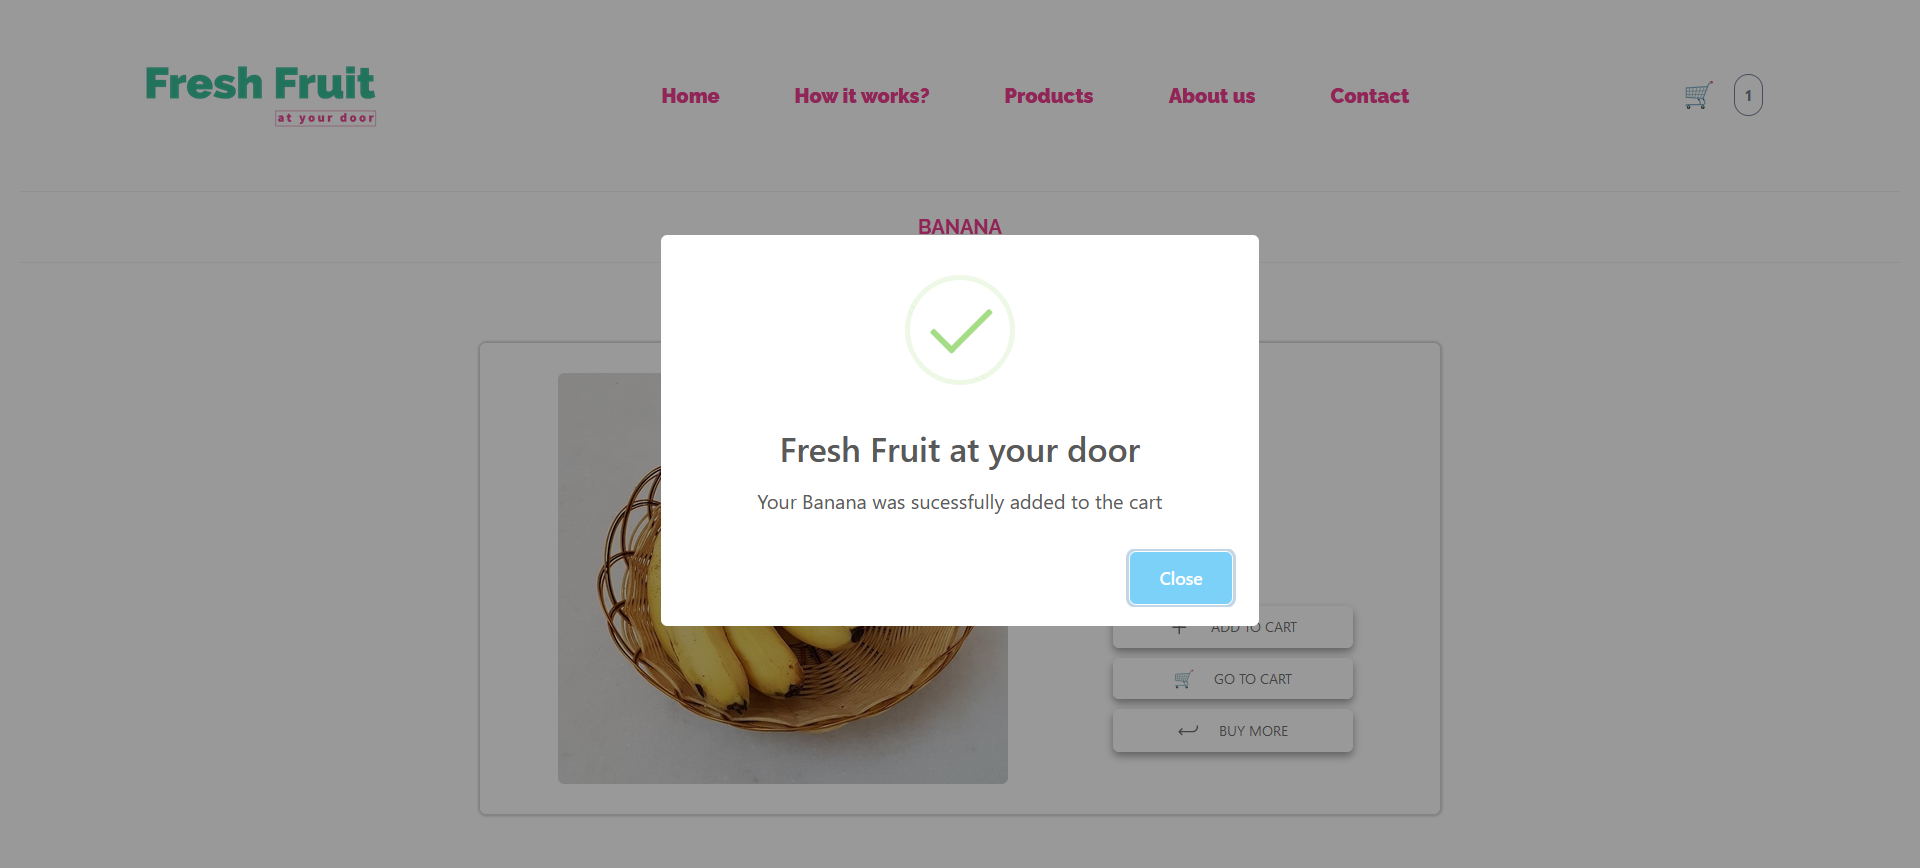 Fresh Fruit
at your door
Home
How it works?
Products
About us
Contact
1
BANANA
Fresh Fruit at your door
Your Banana was sucessfully added to the cart
Close
ADD TO CART
GO TO CART
BUY MORE